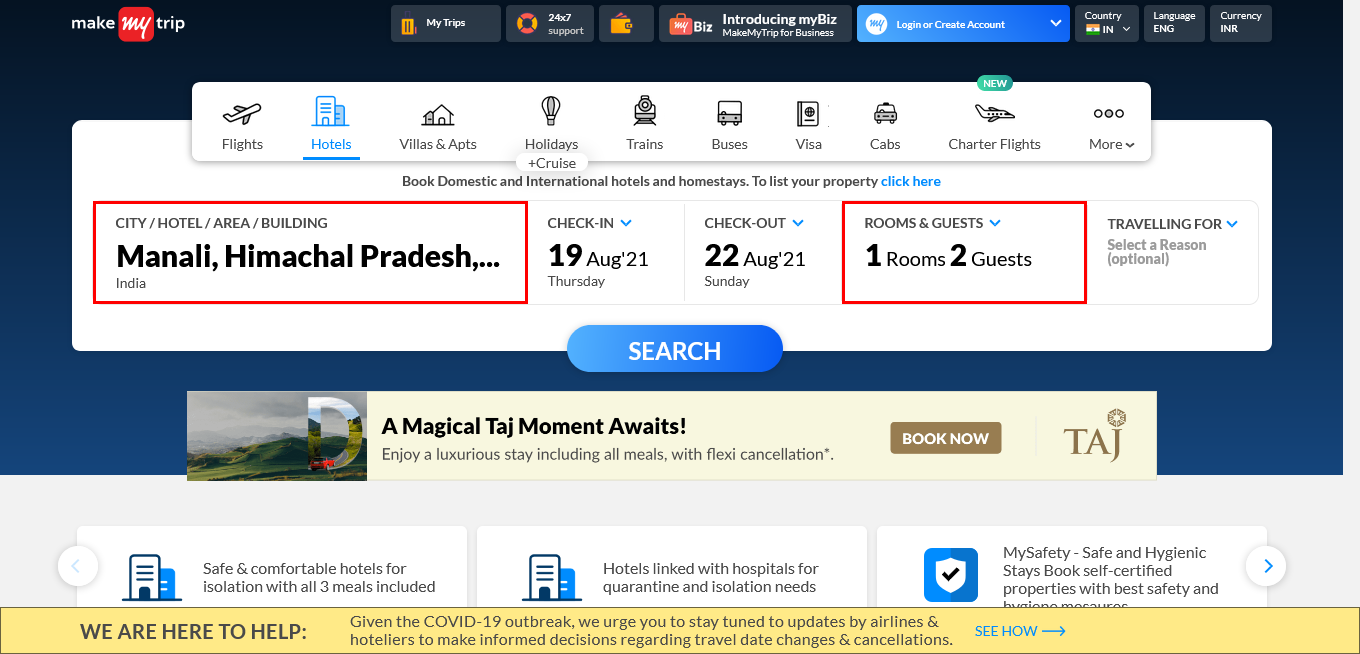 make my trip
My Trips
24x7
support
my Biz
Introducing myBiz
MakeMyTrip for Business
my
Login or Create Account
Country
IN
Language
ENG
Currency
INR
NEW
Flights
Hotels
Villas & Apts
Holidays
+Cruise
Trains
Buses
Visa
Cabs
Charter Flights
More
Book Domestic and International hotels and homestays. To list your property click here
CITY / HOTEL / AREA / BUILDING
Manali, Himachal Pradesh,...
India
CHECK-IN
19 Aug'21
Thursday
CHECK-OUT
22 Aug'21
Sunday
ROOMS & GUESTS
1 Rooms 2 Guests
TRAVELLING FOR
Select a Reason
(optional)
SEARCH
D
A Magical Taj Moment Awaits!
Enjoy a luxurious stay including all meals, with flexi cancellation*.
BOOK NOW
TAJ
Safe & comfortable hotels for
isolation with all 3 meals included
Hotels linked with hospitals for
quarantine and isolation needs
MySafety - Safe and Hygienic
Stays Book self-certified
properties with best safety and
hygiene mesaures
WE ARE HERE TO HELP:
Given the COVID-19 outbreak, we urge you to stay tuned to updates by airlines &
hoteliers to make informed decisions regarding travel date changes & cancellations.
SEE HOW